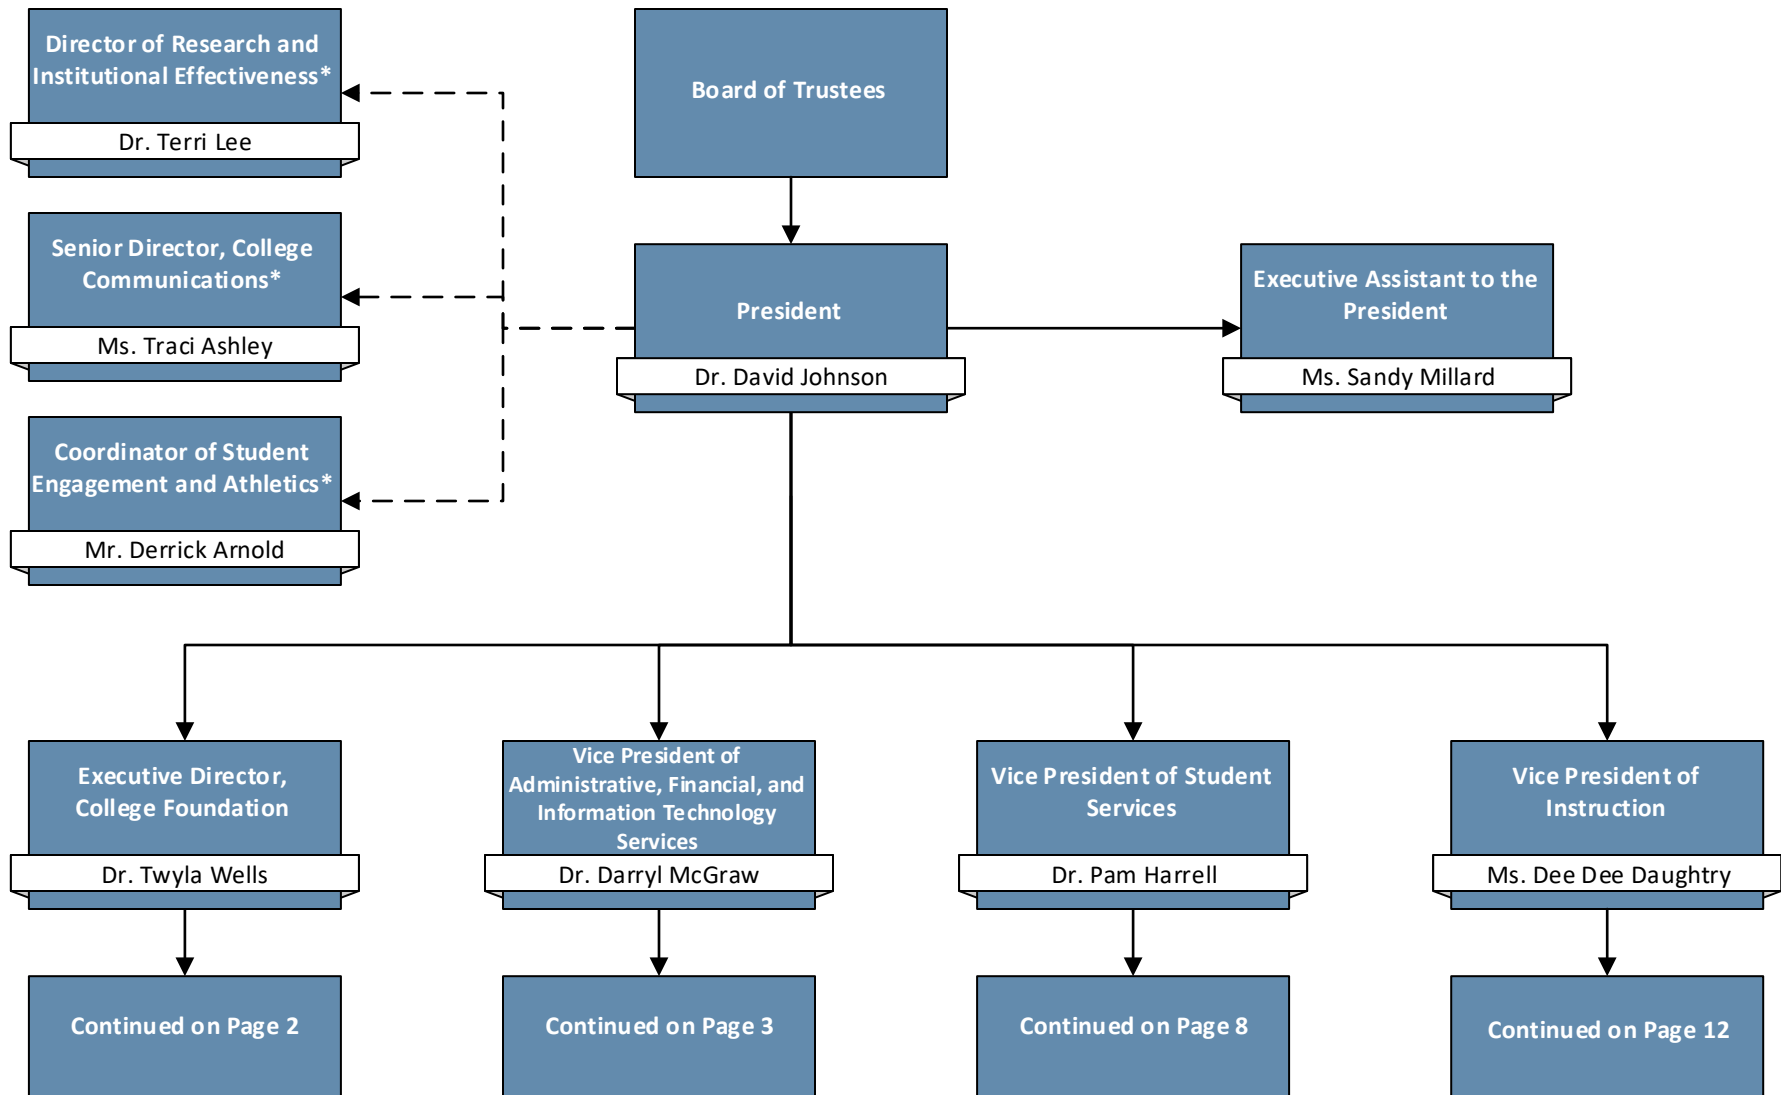 Director of Research and
Institutional Effectiveness*
Dr. Terri Lee
Board of Trustees
Senior Director, College
Communications*
Ms. Traci Ashley
President
Dr. David Johnson
Executive Assistant to the
President
Ms. Sandy Millard
Coordinator of Student
Engagement and Athletics*
Mr. Derrick Arnold
Executive Director,
College Foundation
Dr. Twyla Wells
Vice President of
Administrative, Financial, and
Information Technology
Services
Dr. Darryl McGraw
Vice President of Student
Services
Dr. Pam Harrell
Vice President of
Instruction
Ms. Dee Dee Daughtry
Continued on Page 2
Continued on Page 3
Continued on Page 8
Continued on Page 12